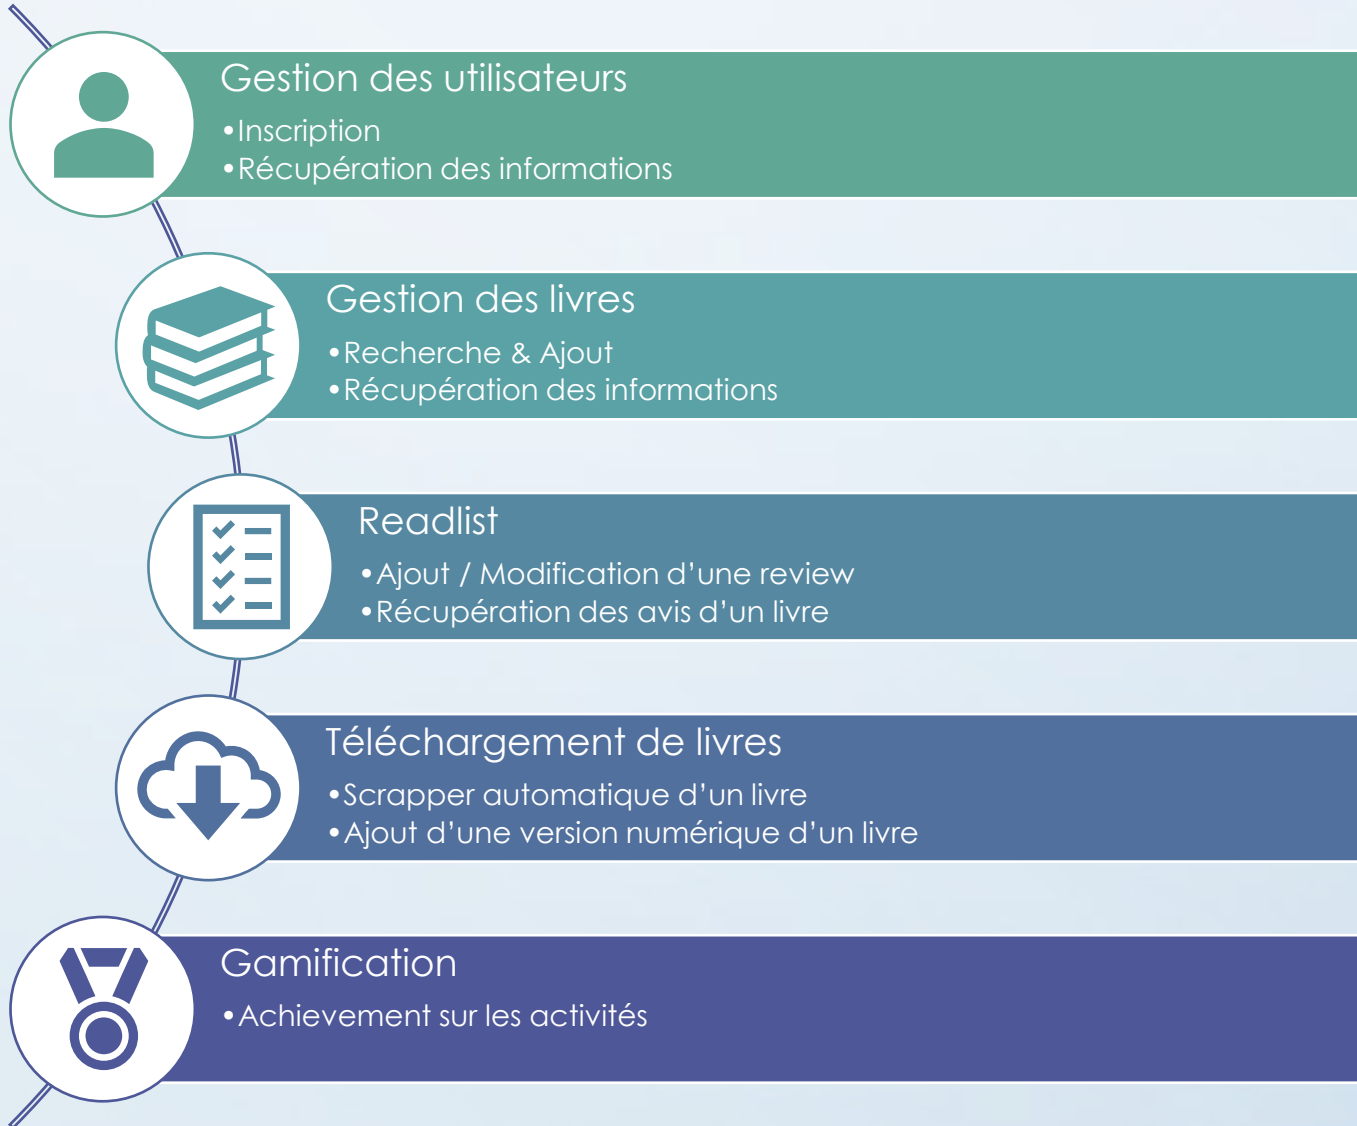 Gestion des utilisateurs
•Inscription
•Récupération des informations
Gestion des livres
•Recherche & Ajout
•Récupération des informations
Readlist
•Ajout / Modification d’une review
•Récupération des avis d’un livre
Téléchargement de livres
•Scrapper automatique d’un livre
•Ajout d’une version numérique d’un livre
Gamification
•Achievement sur les activités